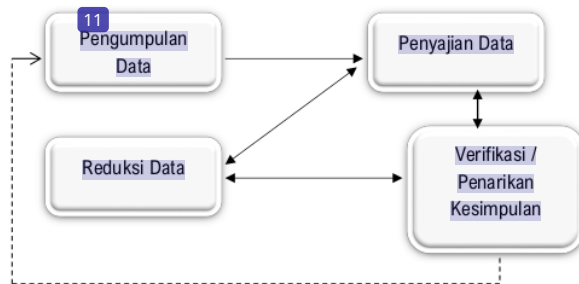 11
Pengumpulan
Data
Penyajian Data
Reduksi Data
Verifikasi /
Penarikan
Kesimpulan